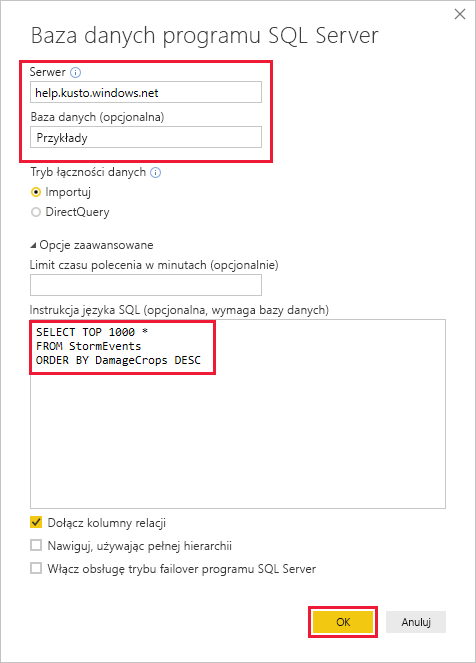 Baza danych programu SQL Server
Serwer
help.kusto.windows.net
Baza danych (opcjonalna)
Przykłady
Tryb łączności danych
Importuj
DirectQuery
Opcje zaawansowane
Limit czasu polecenia w minutach (opcjonalnie)
Instrukcja języka SQL (opcjonalna, wymaga bazy danych)
SELECT TOP 1000 *
FROM StormEvents
ORDER BY DamageCrops DESC
Dołącz kolumny relacji
Nawiguj, używając pełnej hierarchii
Włącz obsługę trybu failover programu SQL Server
OK Anuluj